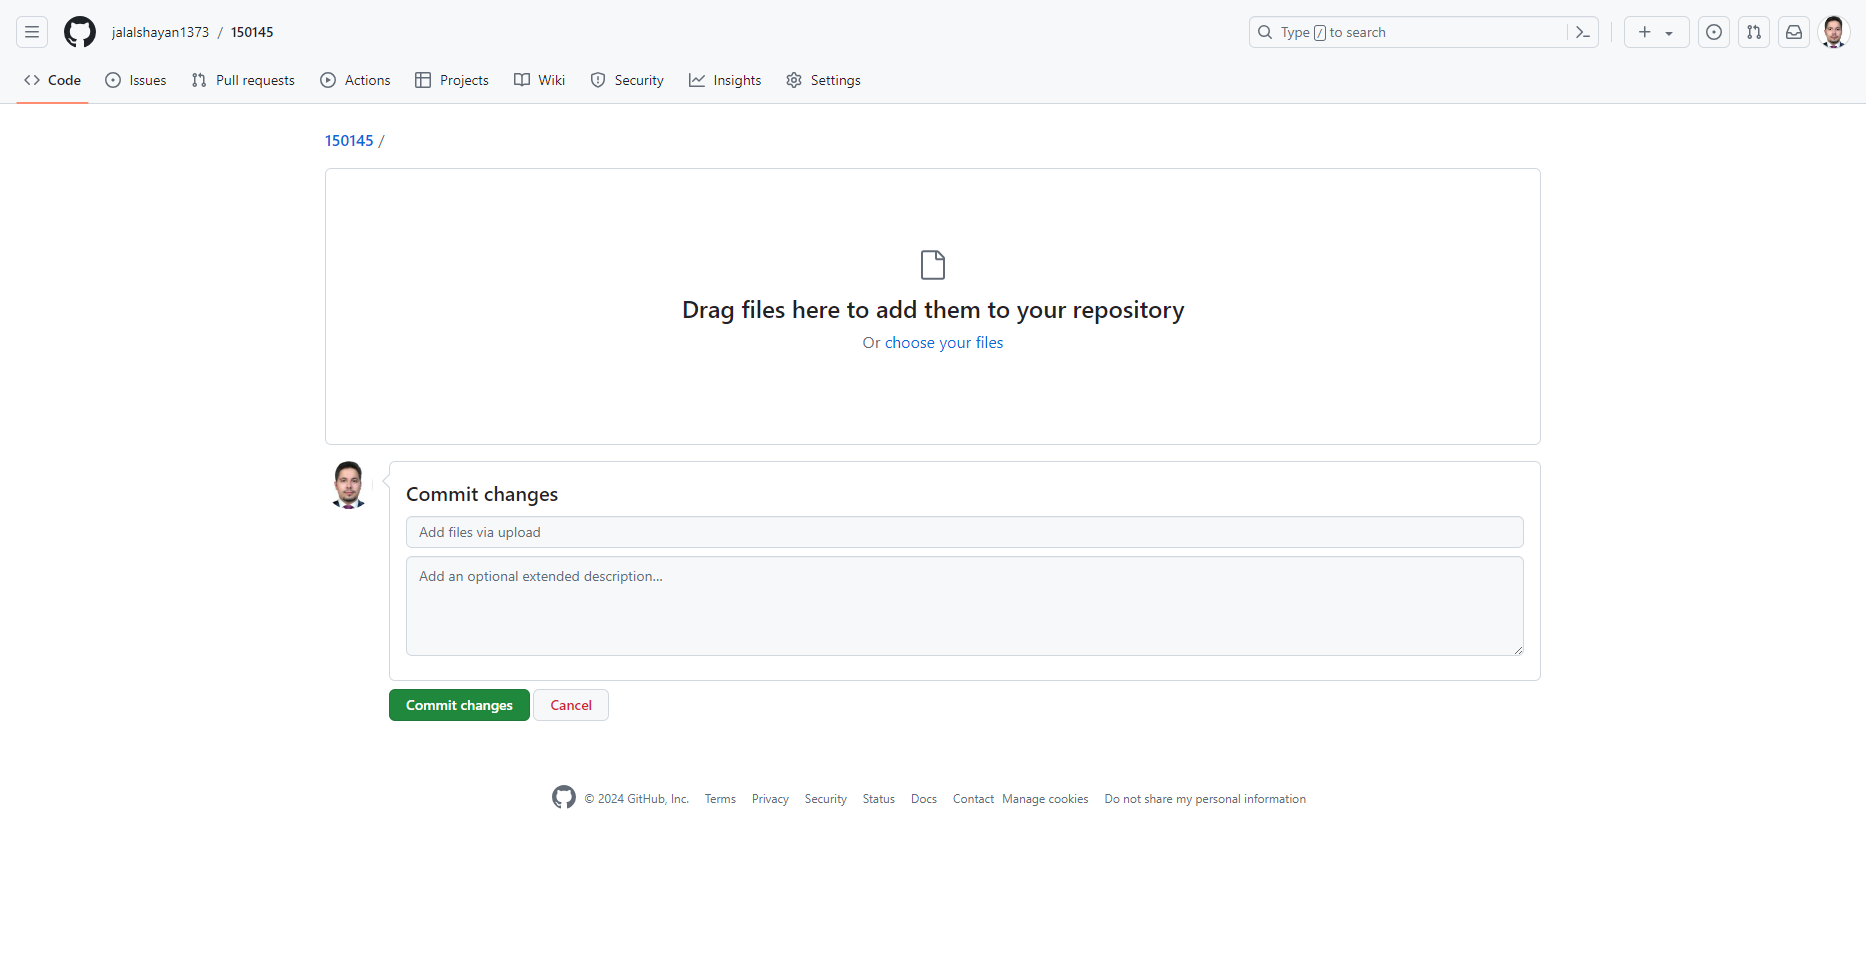 jalalshayan1373 / 150145
Type / to search
Code Issues Pull requests Actions Projects Wiki Security Insights Settings
150145 /
Drag files here to add them to your repository
Or choose your files
Commit changes
Add files via upload
Add an optional extended description...
Commit changes Cancel
© 2024 GitHub, Inc. Terms Privacy Security Status Docs Contact Manage cookies Do not share my personal information